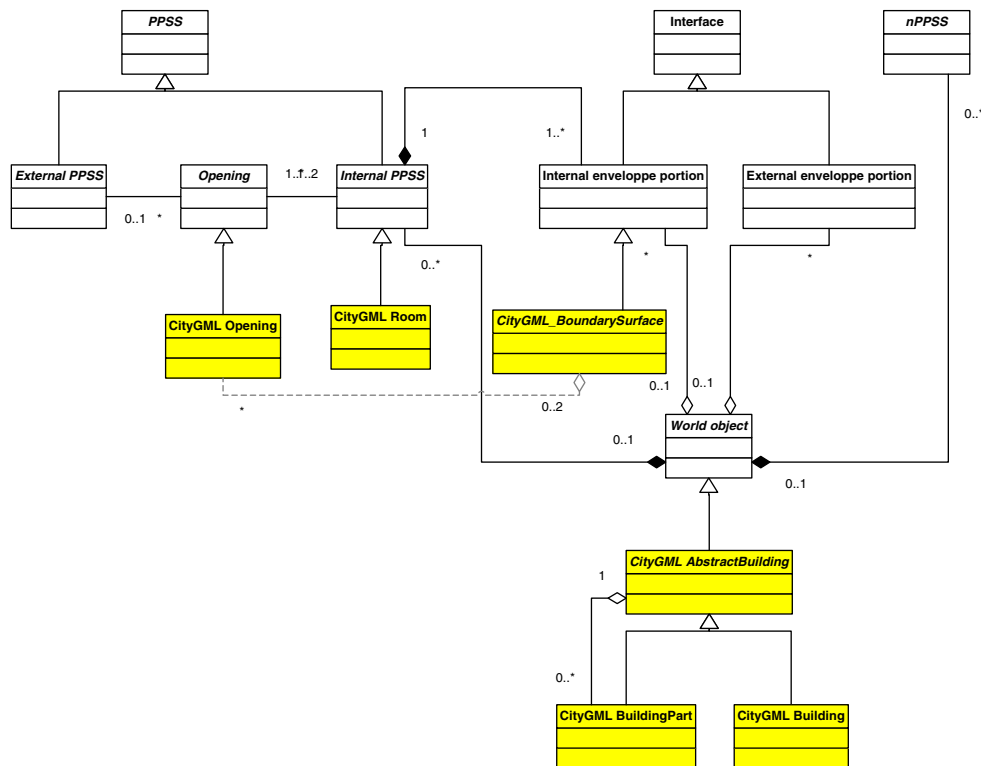 PPSS
Interface
nPPSS
0..*
1
1..*
External PPSS
Opening
1..*
1..2
Internal PPSS
Internal enveloppe portion
External enveloppe portion
0..1
*
0..*
*
*
CityGML Opening
CityGML Room
CityGML_BoundarySurface
*
0..2
0..1
0..1
World object
0..1
0..1
CityGML AbstractBuilding
1
0..*
CityGML BuildingPart
CityGML Building